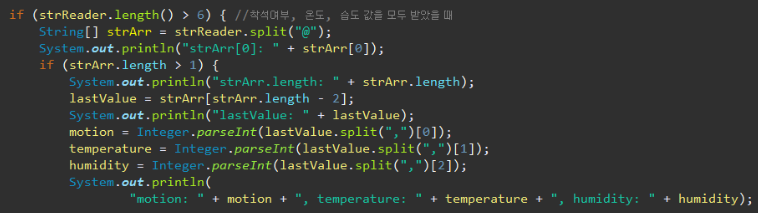 if (strReader.length() > 6) { //착석여부, 온도, 습도 값을 모두 받았을 때
String[] strArr = strReader.split("@");
System.out.println("strArr[0]: " + strArr[0]);
if (strArr.length > 1) {
System.out.println("strArr.length: " + strArr.length);
lastValue = strArr[strArr.length - 2];
System.out.println("lastValue: " + lastValue);
motion = Integer.parseInt(lastValue.split(",")[0]);
temperature = Integer.parseInt(lastValue.split(",")[1]);
humidity = Integer.parseInt(lastValue.split(",")[2]);
System.out.println(
"motion: " + motion + ", temperature: " + temperature + ", humidity: " + humidity);